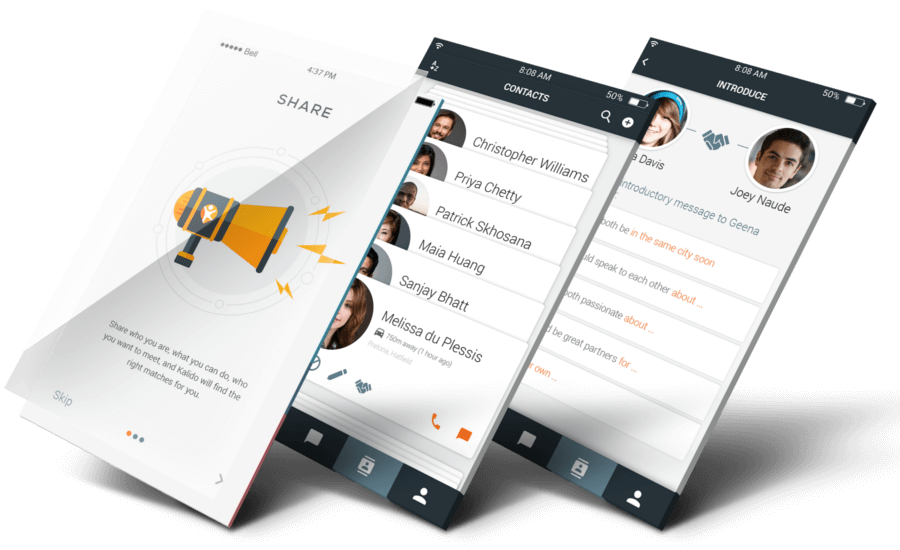 Bell
4:37 PM
SHARE
Share who you are, what you can do, who
you want to meet, and Kalido will find the
right matches for you.
Skip
8:08 AM
50%
A
Z
CONTACTS
Christopher Williams
Priya Chetty
Patrick Skhosana
Maia Huang
Sanjay Bhatt
Melissa du Plessis
750m away (1 hour ago)
Pretoria, Hatfield
8:08 AM
50%
INTRODUCE
a Davis
Joey Naude
introductory message to Geena
both be in the same city soon
uld speak to each other about ...
both passionate about ...
ld be great partners for ...
r own ...